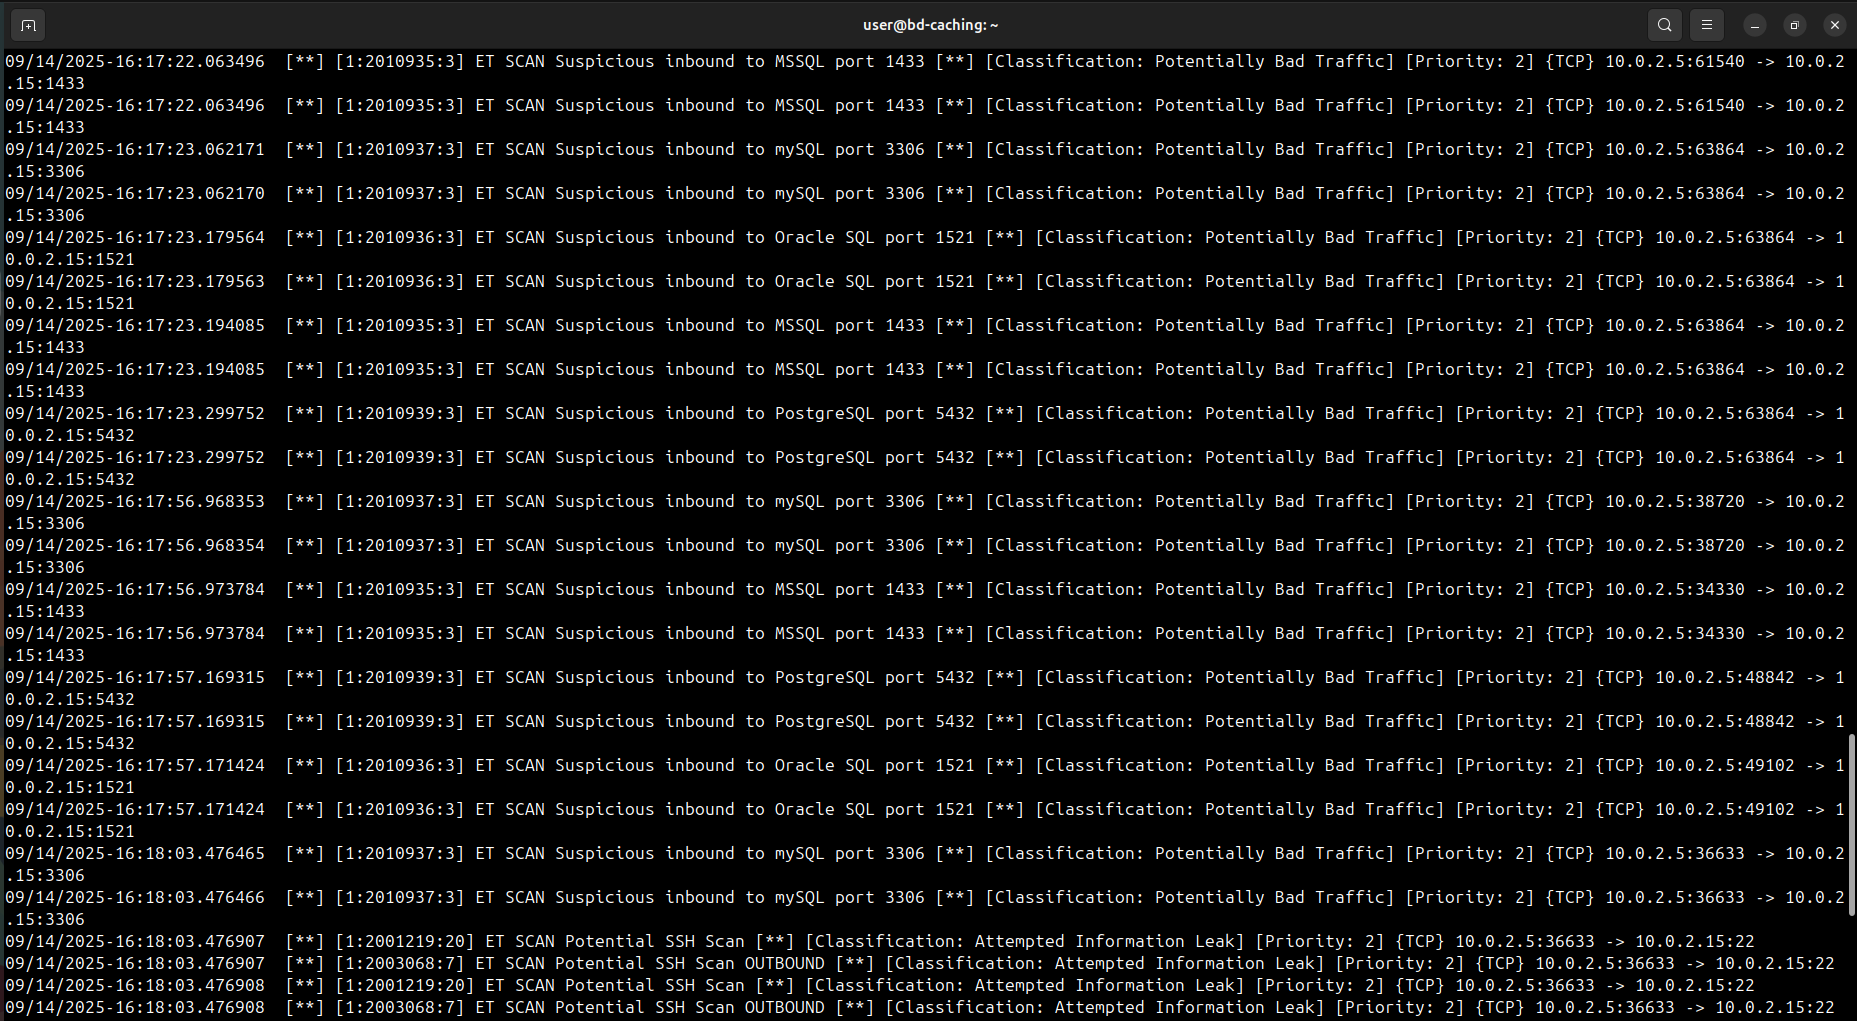 user@bd-caching: ~
09/14/2025-16:17:22.063496  [**] [1:2010935:3] ET SCAN Suspicious inbound to MSSQL port 1433 [**] [Classification: Potentially Bad Traffic] [Priority: 2] {TCP} 10.0.2.5:61540 -> 10.0.2
.15:1433
09/14/2025-16:17:22.063496  [**] [1:2010935:3] ET SCAN Suspicious inbound to MSSQL port 1433 [**] [Classification: Potentially Bad Traffic] [Priority: 2] {TCP} 10.0.2.5:61540 -> 10.0.2
.15:1433
09/14/2025-16:17:23.062171  [**] [1:2010937:3] ET SCAN Suspicious inbound to mySQL port 3306 [**] [Classification: Potentially Bad Traffic] [Priority: 2] {TCP} 10.0.2.5:63864 -> 10.0.2
.15:3306
09/14/2025-16:17:23.062170  [**] [1:2010937:3] ET SCAN Suspicious inbound to mySQL port 3306 [**] [Classification: Potentially Bad Traffic] [Priority: 2] {TCP} 10.0.2.5:63864 -> 10.0.2
.15:3306
09/14/2025-16:17:23.179564  [**] [1:2010936:3] ET SCAN Suspicious inbound to Oracle SQL port 1521 [**] [Classification: Potentially Bad Traffic] [Priority: 2] {TCP} 10.0.2.5:63864 -> 1
0.0.2.15:1521
09/14/2025-16:17:23.179563  [**] [1:2010936:3] ET SCAN Suspicious inbound to Oracle SQL port 1521 [**] [Classification: Potentially Bad Traffic] [Priority: 2] {TCP} 10.0.2.5:63864 -> 1
0.0.2.15:1521
09/14/2025-16:17:23.194085  [**] [1:2010935:3] ET SCAN Suspicious inbound to MSSQL port 1433 [**] [Classification: Potentially Bad Traffic] [Priority: 2] {TCP} 10.0.2.5:63864 -> 10.0.2
.15:1433
09/14/2025-16:17:23.194085  [**] [1:2010935:3] ET SCAN Suspicious inbound to MSSQL port 1433 [**] [Classification: Potentially Bad Traffic] [Priority: 2] {TCP} 10.0.2.5:63864 -> 10.0.2
.15:1433
09/14/2025-16:17:23.299752  [**] [1:2010939:3] ET SCAN Suspicious inbound to PostgreSQL port 5432 [**] [Classification: Potentially Bad Traffic] [Priority: 2] {TCP} 10.0.2.5:63864 -> 1
0.0.2.15:5432
09/14/2025-16:17:23.299752  [**] [1:2010939:3] ET SCAN Suspicious inbound to PostgreSQL port 5432 [**] [Classification: Potentially Bad Traffic] [Priority: 2] {TCP} 10.0.2.5:63864 -> 1
0.0.2.15:5432
09/14/2025-16:17:56.968353  [**] [1:2010937:3] ET SCAN Suspicious inbound to mySQL port 3306 [**] [Classification: Potentially Bad Traffic] [Priority: 2] {TCP} 10.0.2.5:38720 -> 10.0.2
.15:3306
09/14/2025-16:17:56.968354  [**] [1:2010937:3] ET SCAN Suspicious inbound to mySQL port 3306 [**] [Classification: Potentially Bad Traffic] [Priority: 2] {TCP} 10.0.2.5:38720 -> 10.0.2
.15:3306
09/14/2025-16:17:56.973784  [**] [1:2010935:3] ET SCAN Suspicious inbound to MSSQL port 1433 [**] [Classification: Potentially Bad Traffic] [Priority: 2] {TCP} 10.0.2.5:34330 -> 10.0.2
.15:1433
09/14/2025-16:17:56.973784  [**] [1:2010935:3] ET SCAN Suspicious inbound to MSSQL port 1433 [**] [Classification: Potentially Bad Traffic] [Priority: 2] {TCP} 10.0.2.5:34330 -> 10.0.2
.15:1433
09/14/2025-16:17:57.169315  [**] [1:2010939:3] ET SCAN Suspicious inbound to PostgreSQL port 5432 [**] [Classification: Potentially Bad Traffic] [Priority: 2] {TCP} 10.0.2.5:48842 -> 1
0.0.2.15:5432
09/14/2025-16:17:57.169315  [**] [1:2010939:3] ET SCAN Suspicious inbound to PostgreSQL port 5432 [**] [Classification: Potentially Bad Traffic] [Priority: 2] {TCP} 10.0.2.5:48842 -> 1
0.0.2.15:5432
09/14/2025-16:17:57.171424  [**] [1:2010936:3] ET SCAN Suspicious inbound to Oracle SQL port 1521 [**] [Classification: Potentially Bad Traffic] [Priority: 2] {TCP} 10.0.2.5:49102 -> 1
0.0.2.15:1521
09/14/2025-16:17:57.171424  [**] [1:2010936:3] ET SCAN Suspicious inbound to Oracle SQL port 1521 [**] [Classification: Potentially Bad Traffic] [Priority: 2] {TCP} 10.0.2.5:49102 -> 1
0.0.2.15:1521
09/14/2025-16:18:03.476465  [**] [1:2010937:3] ET SCAN Suspicious inbound to mySQL port 3306 [**] [Classification: Potentially Bad Traffic] [Priority: 2] {TCP} 10.0.2.5:36633 -> 10.0.2
.15:3306
09/14/2025-16:18:03.476466  [**] [1:2010937:3] ET SCAN Suspicious inbound to mySQL port 3306 [**] [Classification: Potentially Bad Traffic] [Priority: 2] {TCP} 10.0.2.5:36633 -> 10.0.2
.15:3306
09/14/2025-16:18:03.476907  [**] [1:2001219:20] ET SCAN Potential SSH Scan [**] [Classification: Attempted Information Leak] [Priority: 2] {TCP} 10.0.2.5:36633 -> 10.0.2.15:22
09/14/2025-16:18:03.476907  [**] [1:2003068:7] ET SCAN Potential SSH Scan OUTBOUND [**] [Classification: Attempted Information Leak] [Priority: 2] {TCP} 10.0.2.5:36633 -> 10.0.2.15:22
09/14/2025-16:18:03.476908  [**] [1:2001219:20] ET SCAN Potential SSH Scan [**] [Classification: Attempted Information Leak] [Priority: 2] {TCP} 10.0.2.5:36633 -> 10.0.2.15:22
09/14/2025-16:18:03.476908  [**] [1:2003068:7] ET SCAN Potential SSH Scan OUTBOUND [**] [Classification: Attempted Information Leak] [Priority: 2] {TCP} 10.0.2.5:36633 -> 10.0.2.15:22